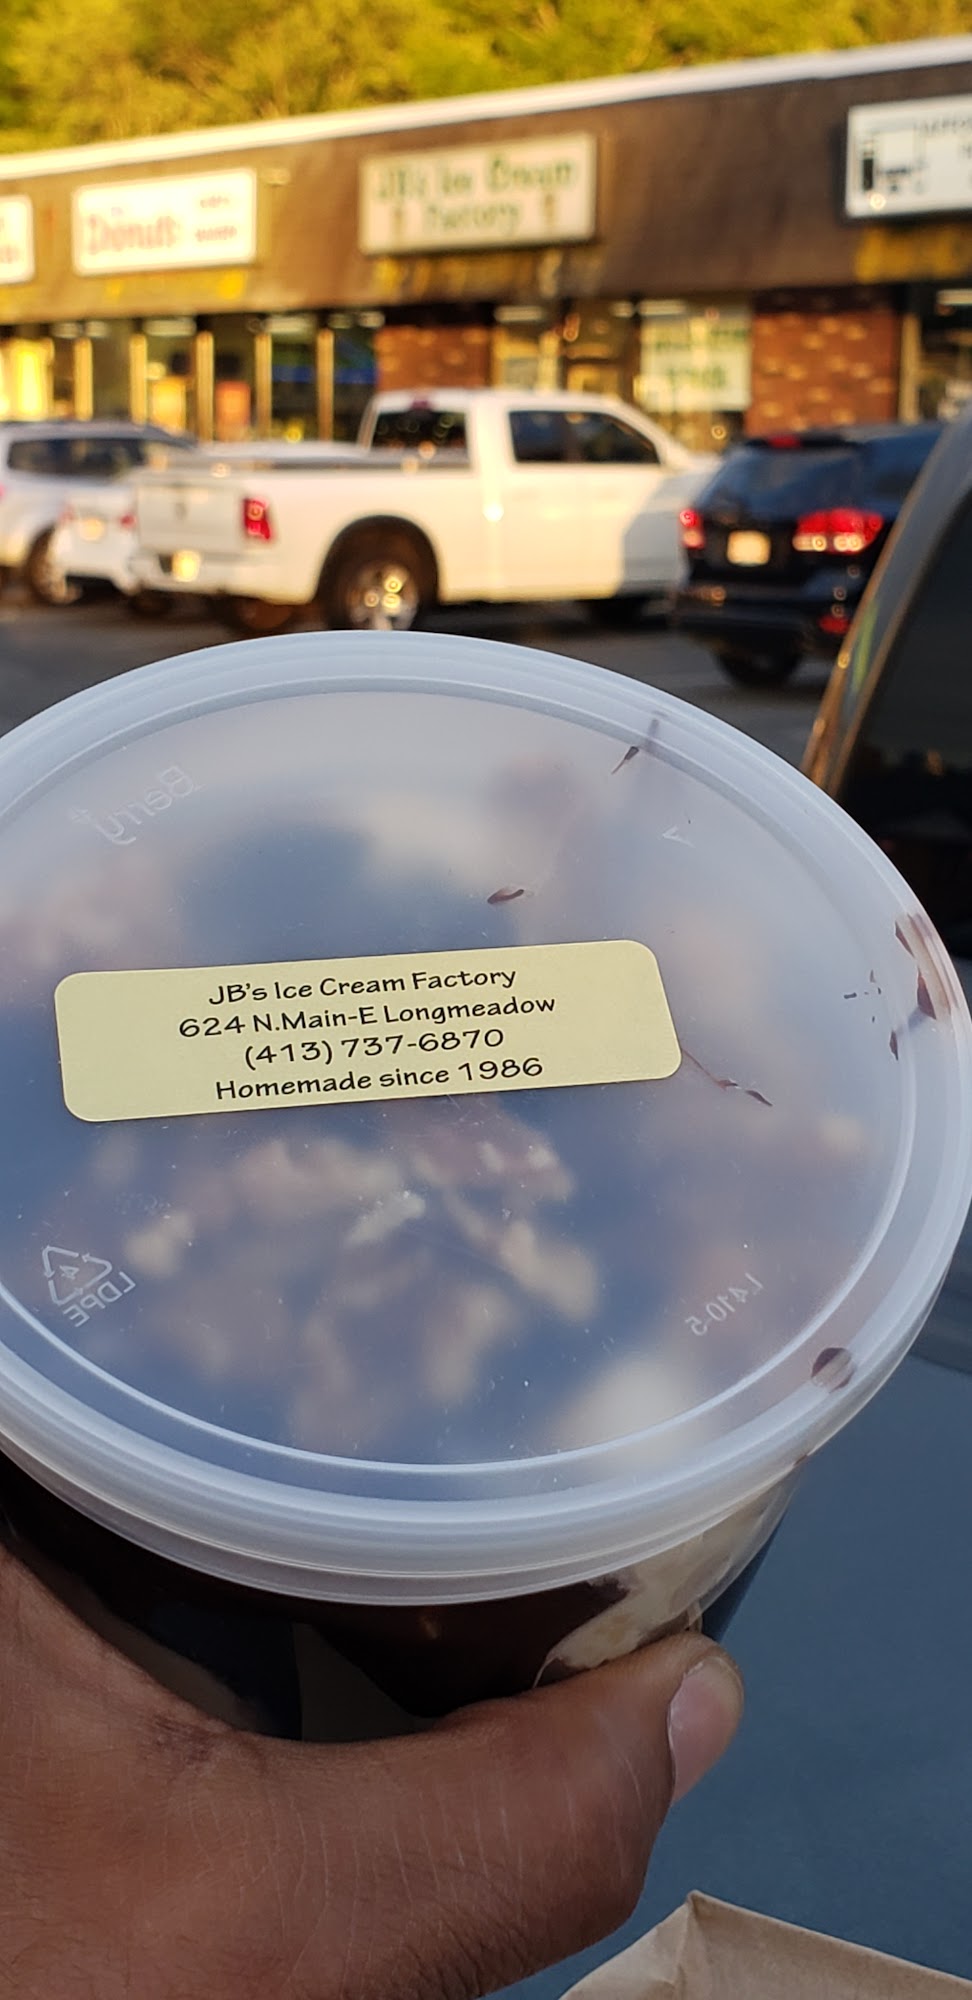 Donut
JB's Ice Cream
Factory
Berry
JB's Ice Cream Factory
624 N.Main-E Longmeadow
(413) 737-6870
Homemade since 1986
4
LDPE
L410-5